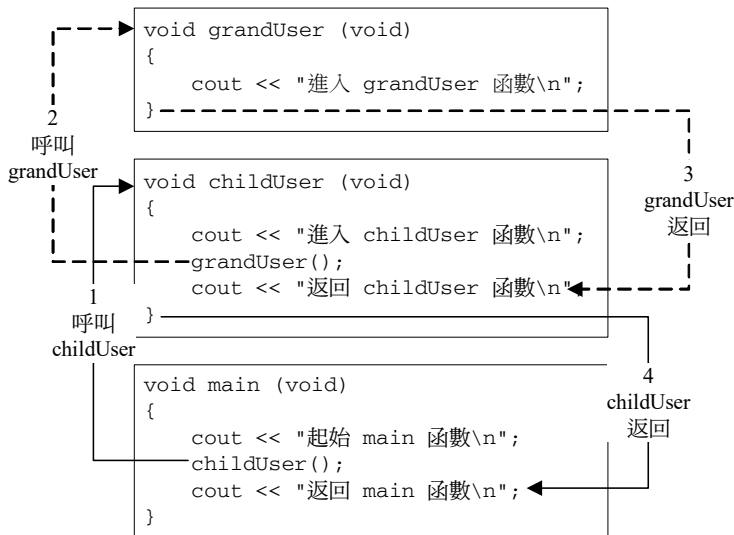 void grandUser (void)
{
cout << "進入 grandUser 函數\n";
}
2
呼叫
grandUser
3
grandUser
返回
void childUser (void)
{
cout << "進入 childUser 函數\n";
grandUser();
cout << "返回 childUser 函數\n";
}
1
呼叫
childUser
4
childUser
返回
void main (void)
{
cout << "起始 main 函數\n";
childUser();
cout << "返回 main 函數\n";
}